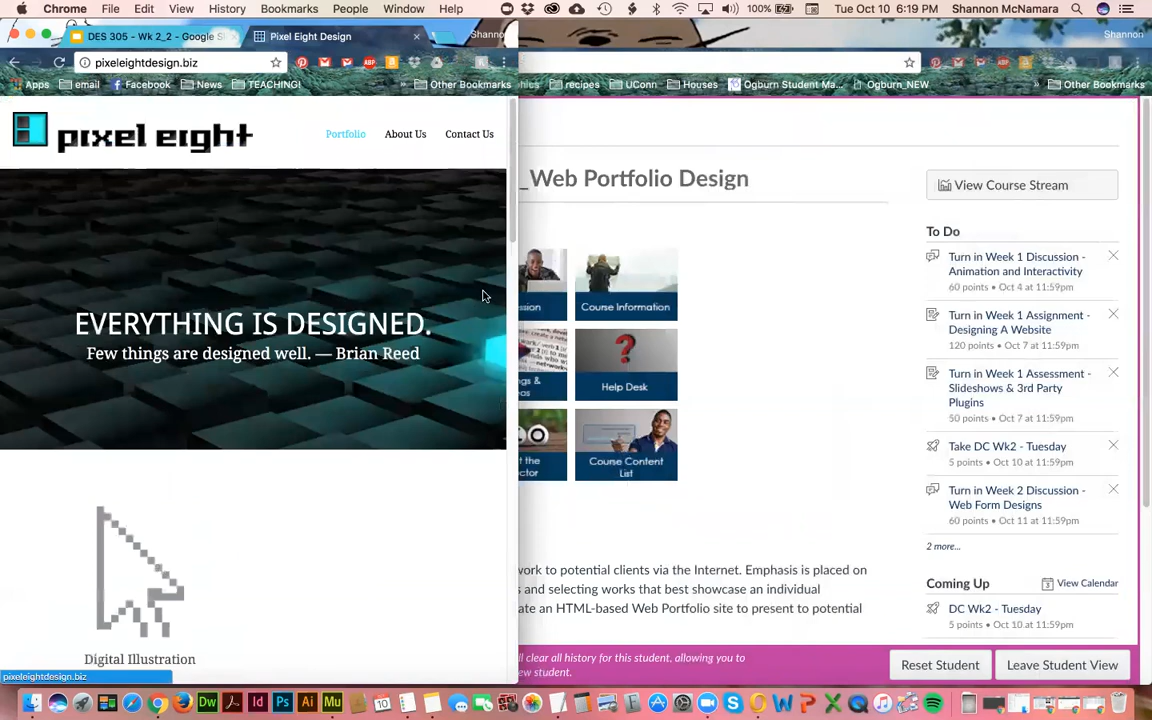 Chrome File Edit View History Bookmarks People Window Help 100% Tue Oct 10 6:19 PM Shannon McNamara
DES 305 - Wk 2_2 - Google Sl
Pixel Eight Design
Shannon
Shannon
pixeleightdesign.biz
Apps email Facebook News TEACHING! Other Bookmarks
recipes UConn Houses Ogburn Student Ma... Ogburn_NEW Other Bookmarks
pixel eight
Portfolio About Us Contact Us
EVERYTHING IS DESIGNED.
Few things are designed well. — Brian Reed
Digital Illustration
pixeleightdesign.biz
_Web Portfolio Design
Course Information
Help Desk
Course Content
List
work to potential clients via the Internet. Emphasis is placed on
s and selecting works that best showcase an individual
ate an HTML-based Web Portfolio site to present to potential
ll clear all history for this student, allowing you to
ew student.
View Course Stream
To Do
Turn in Week 1 Discussion -
Animation and Interactivity
60 points • Oct 4 at 11:59pm
Turn in Week 1 Assignment -
Designing A Website
120 points • Oct 7 at 11:59pm
Turn in Week 1 Assessment -
Slideshows & 3rd Party
Plugins
50 points • Oct 7 at 11:59pm
Take DC Wk2 - Tuesday
5 points • Oct 10 at 11:59pm
Turn in Week 2 Discussion -
Web Form Designs
60 points • Oct 11 at 11:59pm
2 more...
Coming Up
View Calendar
DC Wk2 - Tuesday
5 points • Oct 10 at 11:59pm
Reset Student
Leave Student View